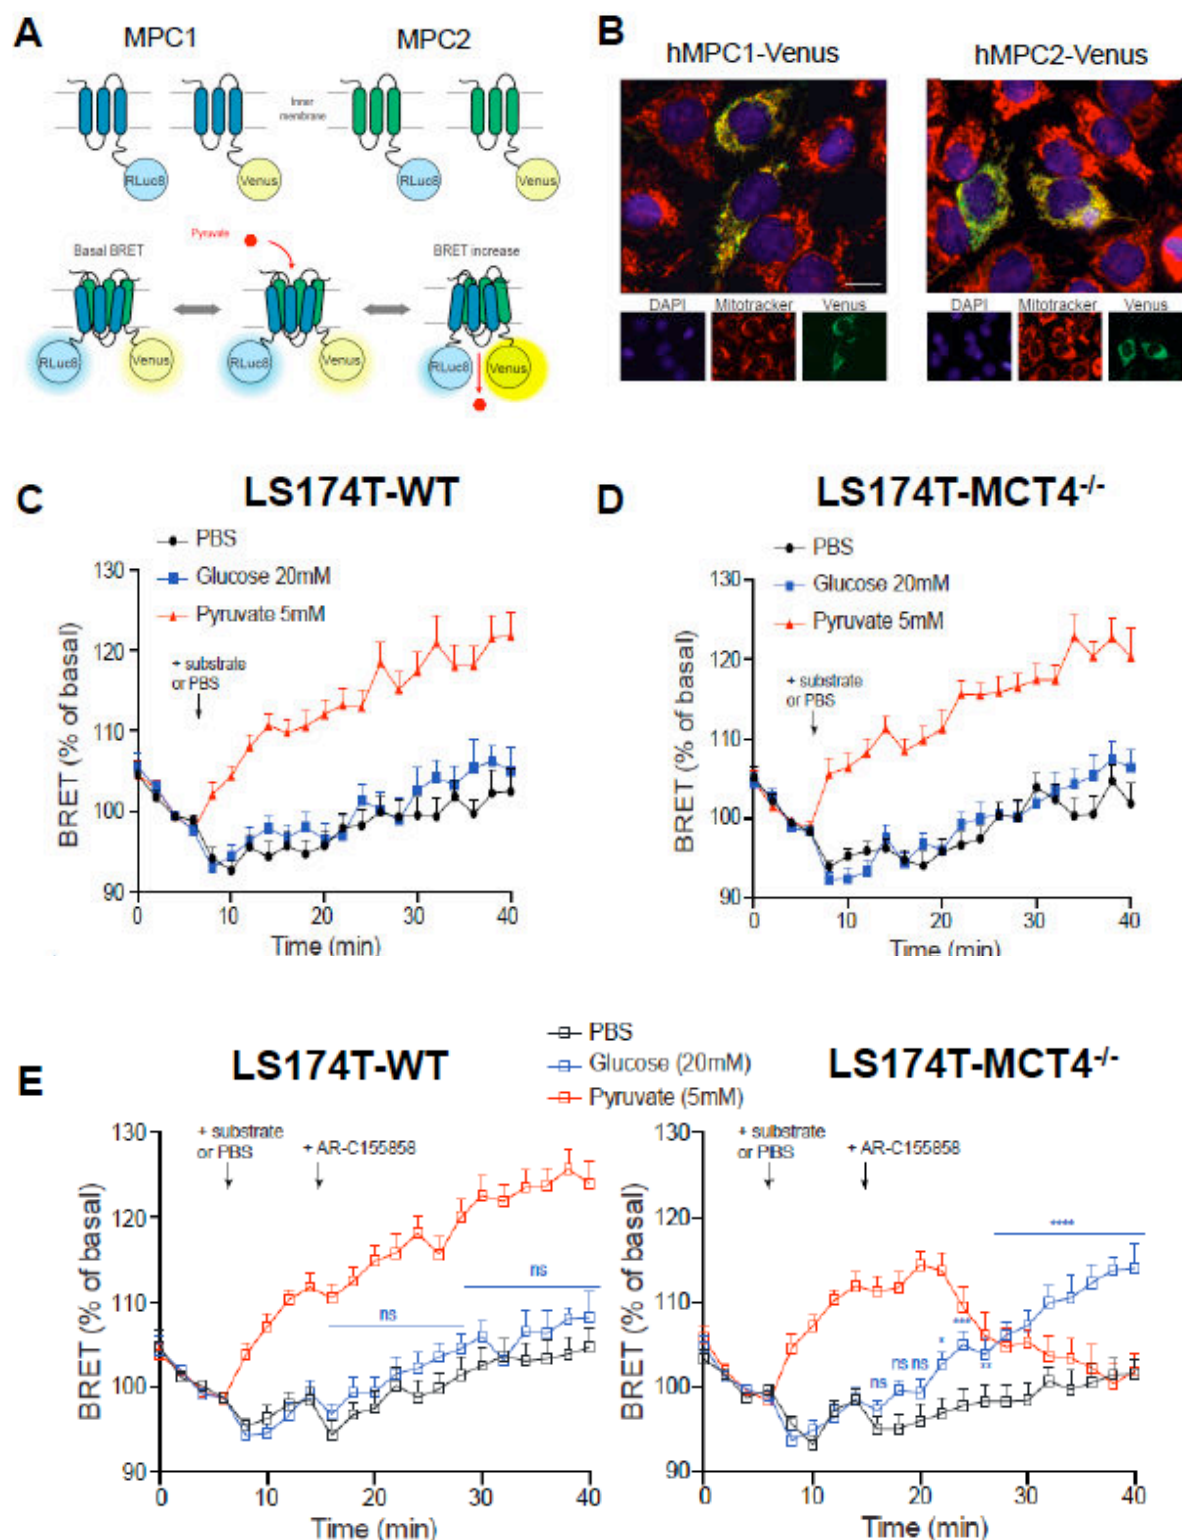 A
MPC1
MPC2
Inner
membrane
RLuc8
Venus
RLuc8
Venus
Basal BRET
Pyruvate
BRET increase
RLuc8
Venus
RLuc8
Venus
RLuc8
Venus
B
hMPC1-Venus
hMPC2-Venus
DAPI
Mitotracker
Venus
DAPI
Mitotracker
Venus
C
LS174T-WT
PBS
Glucose 20mM
Pyruvate 5mM
+ substrate
or PBS
BRET (% of basal)
130
120
110
100
90
0
10
20
30
40
Time (min)
D
LS174T-MCT4-/-
PBS
Glucose 20mM
Pyruvate 5mM
+ substrate
or PBS
BRET (% of basal)
130
120
110
100
90
0
10
20
30
40
Time (min)
E
PBS
Glucose (20mM)
Pyruvate (5mM)
LS174T-WT
+ substrate
or PBS
+ AR-C155858
ns
ns
BRET (% of basal)
130
120
110
100
90
0
10
20
30
40
Time (min)
LS174T-MCT4-/-
+ substrate
or PBS
+ AR-C155858
****
***
*
**
ns ns
ns
BRET (% of basal)
130
120
110
100
90
0
10
20
30
40
Time (min)